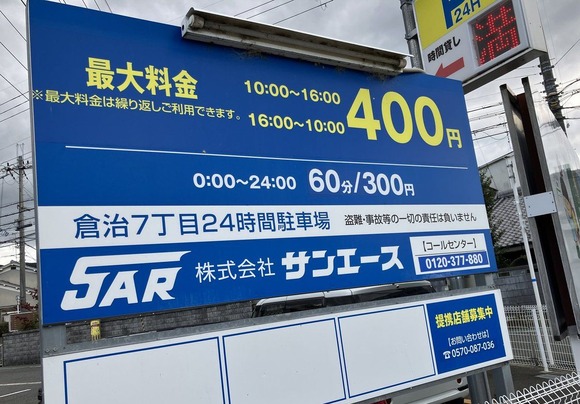 24H
時間貸し
満
最大料金
※最大料金は繰り返しご利用できます。
10:00～16:00
16:00～10:00
400円
0:00～24:00 60分/300円
倉治7丁目24時間駐車場 盗難・事故等の一切の責任は負いません
SAR 株式会社 サンエース
【コールセンター】
0120-377-880
提携店舗募集中
【お問い合わせは】
0570-087-036